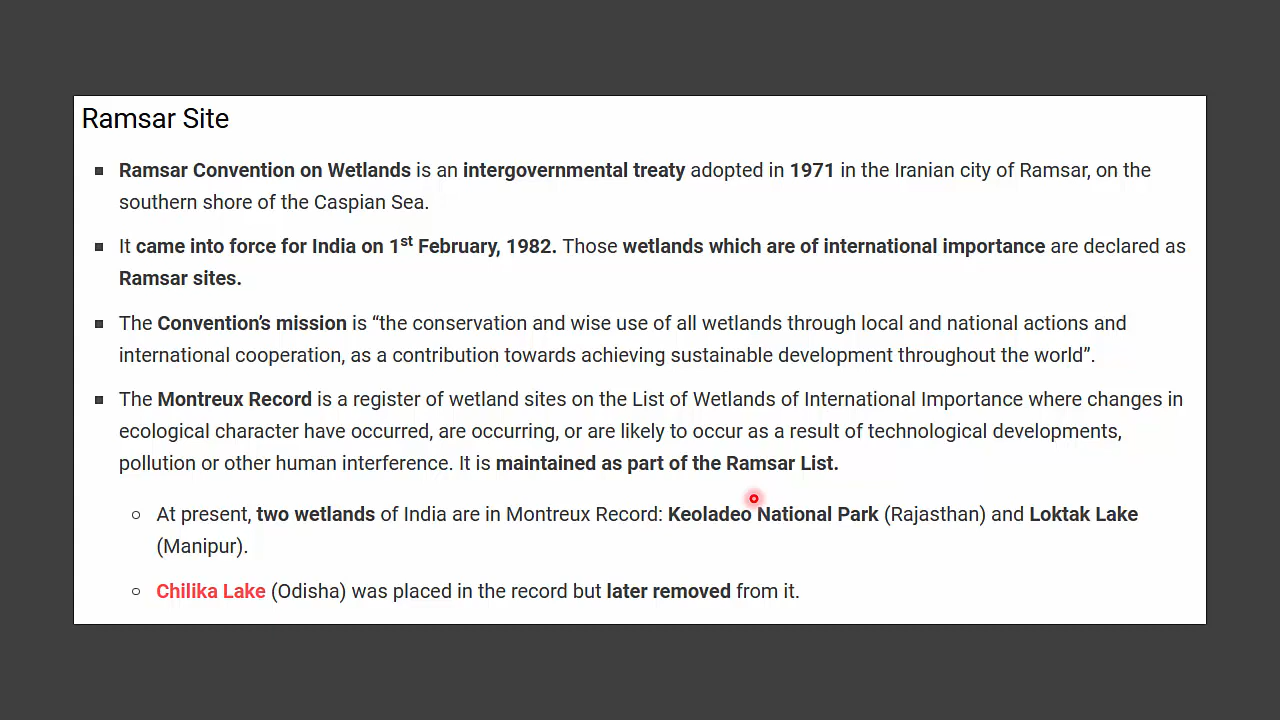 Ramsar Site
Ramsar Convention on Wetlands is an intergovernmental treaty adopted in 1971 in the Iranian city of Ramsar, on the
southern shore of the Caspian Sea.
It came into force for India on 1st February, 1982. Those wetlands which are of international importance are declared as
Ramsar sites.
The Convention's mission is “the conservation and wise use of all wetlands through local and national actions and
international cooperation, as a contribution towards achieving sustainable development throughout the world”.
The Montreux Record is a register of wetland sites on the List of Wetlands of International Importance where changes in
ecological character have occurred, are occurring, or are likely to occur as a result of technological developments,
pollution or other human interference. It is maintained as part of the Ramsar List.
At present, two wetlands of India are in Montreux Record: Keoladeo National Park (Rajasthan) and Loktak Lake
(Manipur).
Chilika Lake (Odisha) was placed in the record but later removed from it.